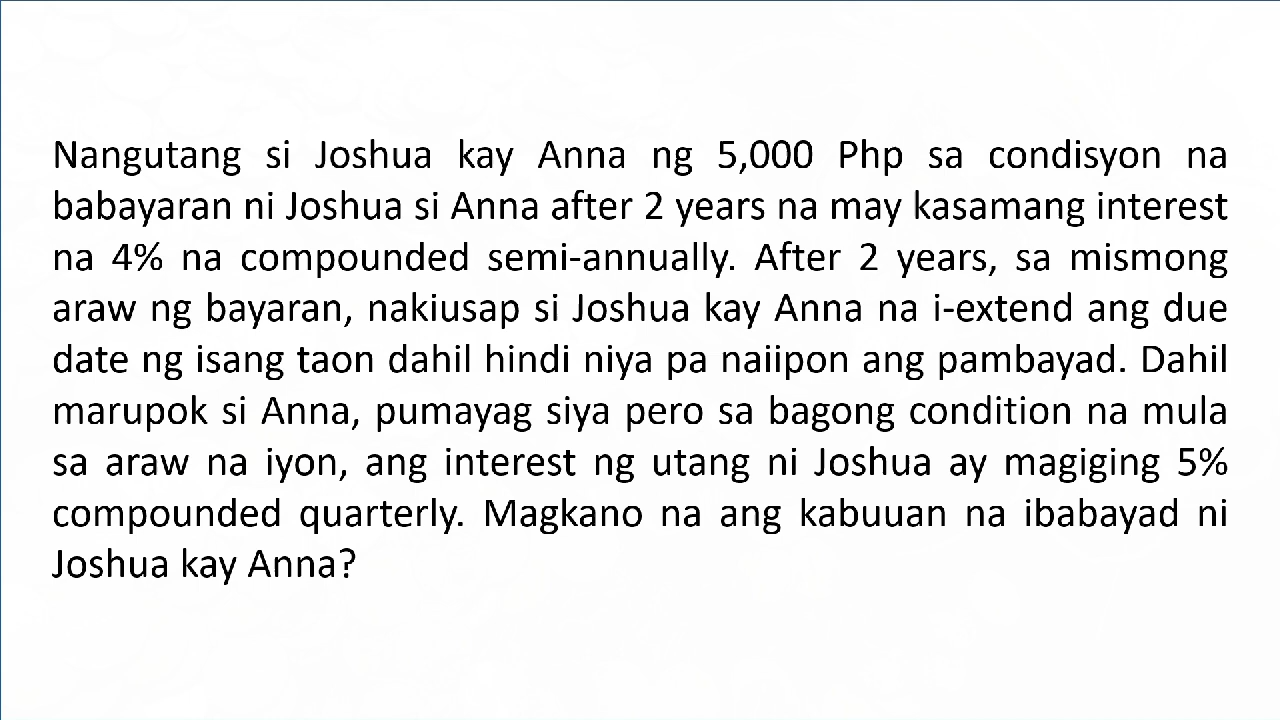 Nangutang si Joshua kay Anna ng 5,000 Php sa condisyon na
babayaran ni Joshua si Anna after 2 years na may kasamang interest
na 4% na compounded semi-annually. After 2 years, sa mismong
araw ng bayaran, nakiusap si Joshua kay Anna na i-extend ang due
date ng isang taon dahil hindi niya pa naiipon ang pambayad. Dahil
marupok si Anna, pumayag siya pero sa bagong condition na mula
sa araw na iyon, ang interest ng utang ni Joshua ay magiging 5%
compounded quarterly. Magkano na ang kabuuan na ibabayad ni
Joshua kay Anna?